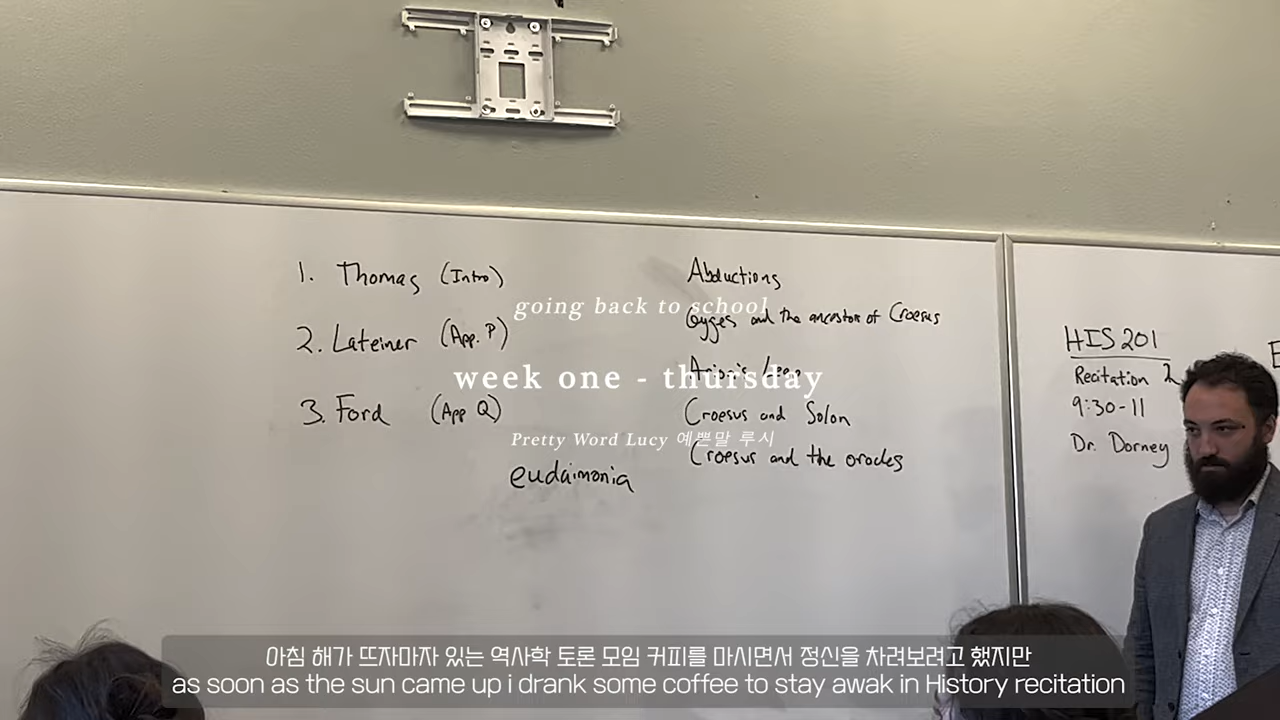 1. Thomas (Intro)
2. Lateiner (App. P)
3. Ford (App Q)
eudaimonia
Abductions
Gyges and the ancestors of Croesus
Arion's Leap
Croesus and Solon
Croesus and the oracles
HIS 201
Recitation 2
9:30-11
Dr. Dorney
E
going back to school
week one - thursday
Pretty Word Lucy 예쁜말 루시
아침 해가 뜨자마자 있는 역사학 토론 모임 커피를 마시면서 정신을 차려보려고 했지만
as soon as the sun came up i drank some coffee to stay awak in History recitation